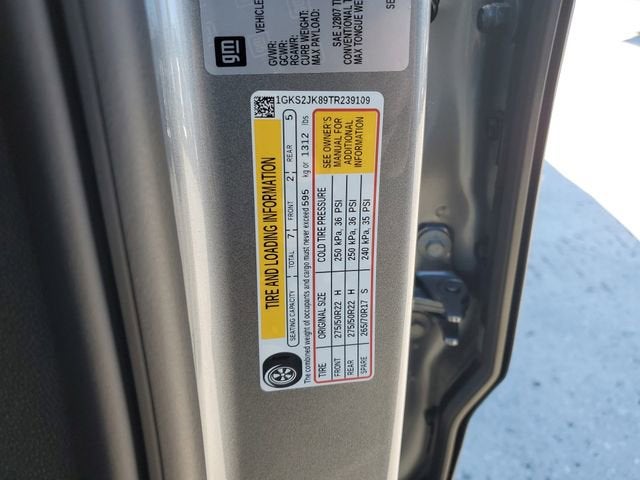 gm
VEHICLE
GVWR:
GCWR:
RGAWR:
CURB WEIGHT:
MAX PAYLOAD:
SE
SAE J2807 T
CONVENTIONAL T
MAX TONGUE WE
1GKS2JK89TR239109
TIRE AND LOADING INFORMATION
SEATING CAPACITY TOTAL 7 FRONT 2 REAR 5
The combined weight of occupants and cargo must never exceed 595 kg or 1312 lbs
TIRE ORIGINAL SIZE COLD TIRE PRESSURE
FRONT 275/50R22 H 250 kPa, 36 PSI
REAR 275/50R22 H 250 kPa, 36 PSI
SPARE 265/70R17 S 240 kPa, 35 PSI
SEE OWNER'S
MANUAL FOR
ADDITIONAL
INFORMATION